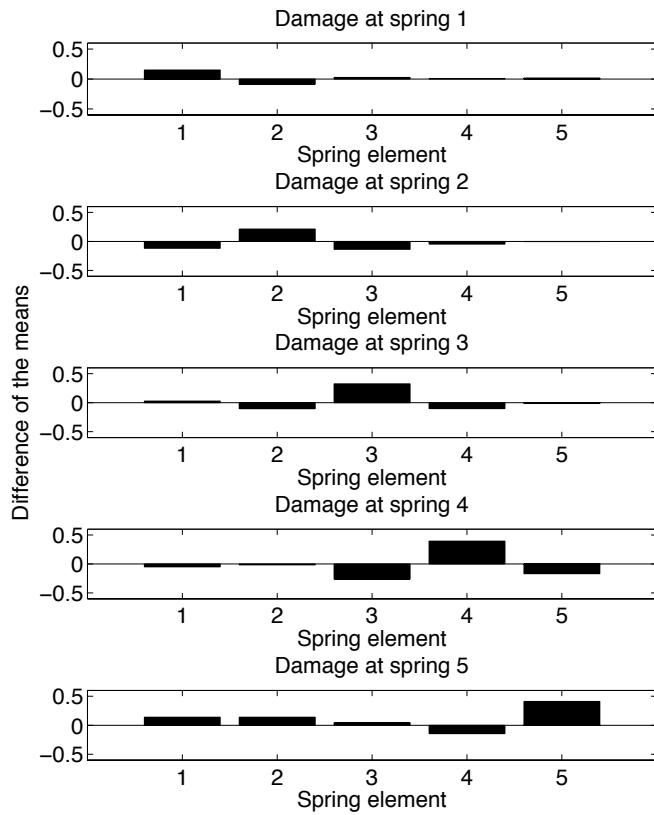 Difference of the means
Damage at spring 1
0.5
0
−0.5
1 2 3 4 5
Spring element
Damage at spring 2
0.5
0
−0.5
1 2 3 4 5
Spring element
Damage at spring 3
0.5
0
−0.5
1 2 3 4 5
Spring element
Damage at spring 4
0.5
0
−0.5
1 2 3 4 5
Spring element
Damage at spring 5
0.5
0
−0.5
1 2 3 4 5
Spring element